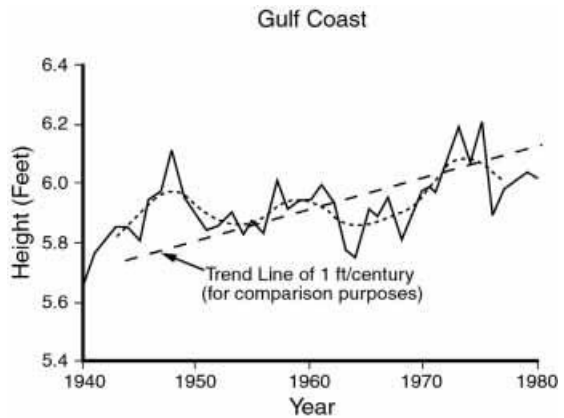 Gulf Coast
6.4
6.2
6.0
5.8
5.6
5.4
Height (Feet)
Trend Line of 1 ft/century
(for comparison purposes)
1940
1950
1960
1970
1980
Year